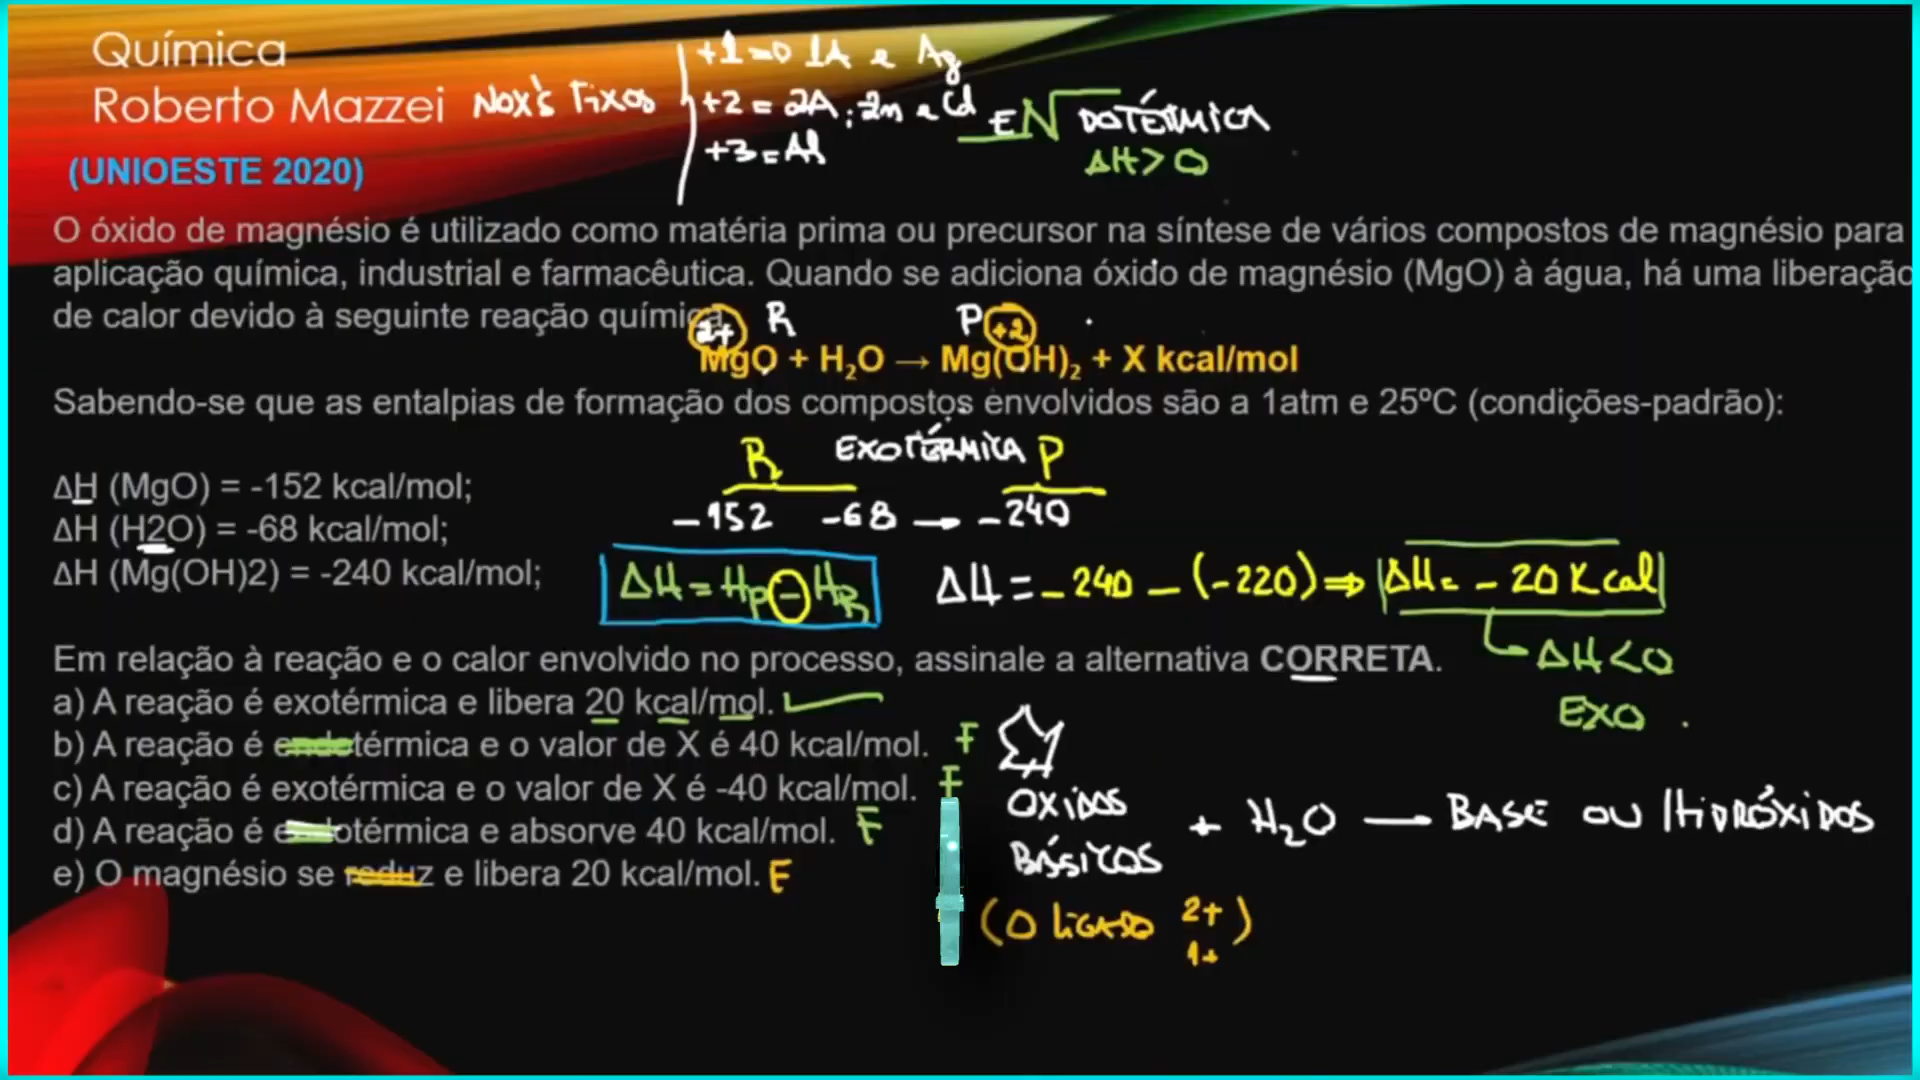 Química
Roberto Mazzei
Nox's Fixos
+1 ⇒ 1A e Ag
+2 = 2A; Zn e Cd
+3 = Al
ENDOTÉRMICA
ΔH > 0
(UNIOESTE 2020)
O óxido de magnésio é utilizado como matéria prima ou precursor na síntese de vários compostos de magnésio para
aplicação química, industrial e farmacêutica. Quando se adiciona óxido de magnésio (MgO) à água, há uma liberação
de calor devido à seguinte reação química
2+ R P +2
MgO + H₂O → Mg(OH)₂ + X kcal/mol
Sabendo-se que as entalpias de formação dos compostos envolvidos são a 1atm e 25ºC (condições-padrão):
R EXOTÉRMICA P
ΔH (MgO) = -152 kcal/mol;
-152 -68 → -240
ΔH (H2O) = -68 kcal/mol;
ΔH (Mg(OH)2) = -240 kcal/mol;
ΔH = HP - HR
ΔH = -240 - (-220) ⇒ ΔH = -20 Kcal
ΔH < 0
EXO
Em relação à reação e o calor envolvido no processo, assinale a alternativa CORRETA.
a) A reação é exotérmica e libera 20 kcal/mol.
b) A reação é endotérmica e o valor de X é 40 kcal/mol. F
c) A reação é exotérmica e o valor de X é -40 kcal/mol. F
d) A reação é endotérmica e absorve 40 kcal/mol. F
e) O magnésio se reduz e libera 20 kcal/mol. F
ÓXIDOS
BÁSICOS
+ H₂O → BASE OU HIDRÓXIDOS
(O LIGADO 2+)
1+